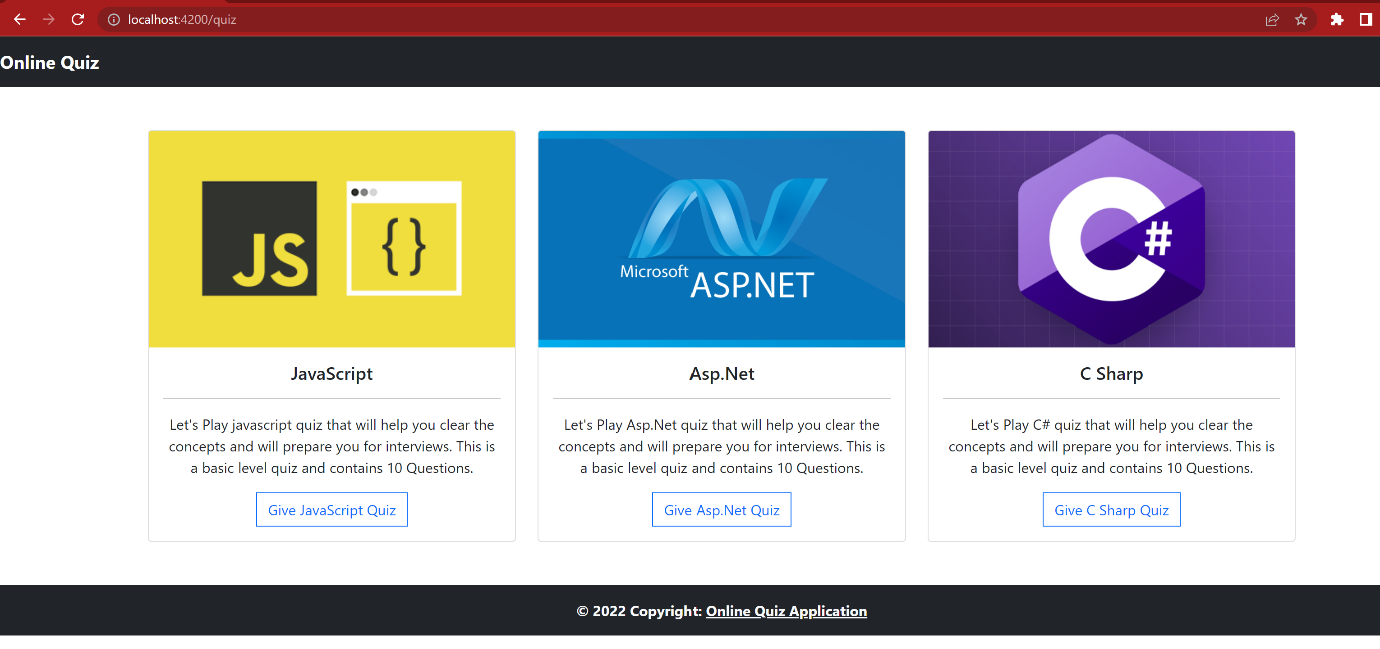 localhost:4200/quiz
Online Quiz
JS
{}
Microsoft
ASP.NET
C#
JavaScript
Let's Play javascript quiz that will help you clear the
concepts and will prepare you for interviews. This is
a basic level quiz and contains 10 Questions.
Give JavaScript Quiz
Asp.Net
Let's Play Asp.Net quiz that will help you clear the
concepts and will prepare you for interviews. This is
a basic level quiz and contains 10 Questions.
Give Asp.Net Quiz
C Sharp
Let's Play C# quiz that will help you clear the
concepts and will prepare you for interviews. This is
a basic level quiz and contains 10 Questions.
Give C Sharp Quiz
© 2022 Copyright: Online Quiz Application